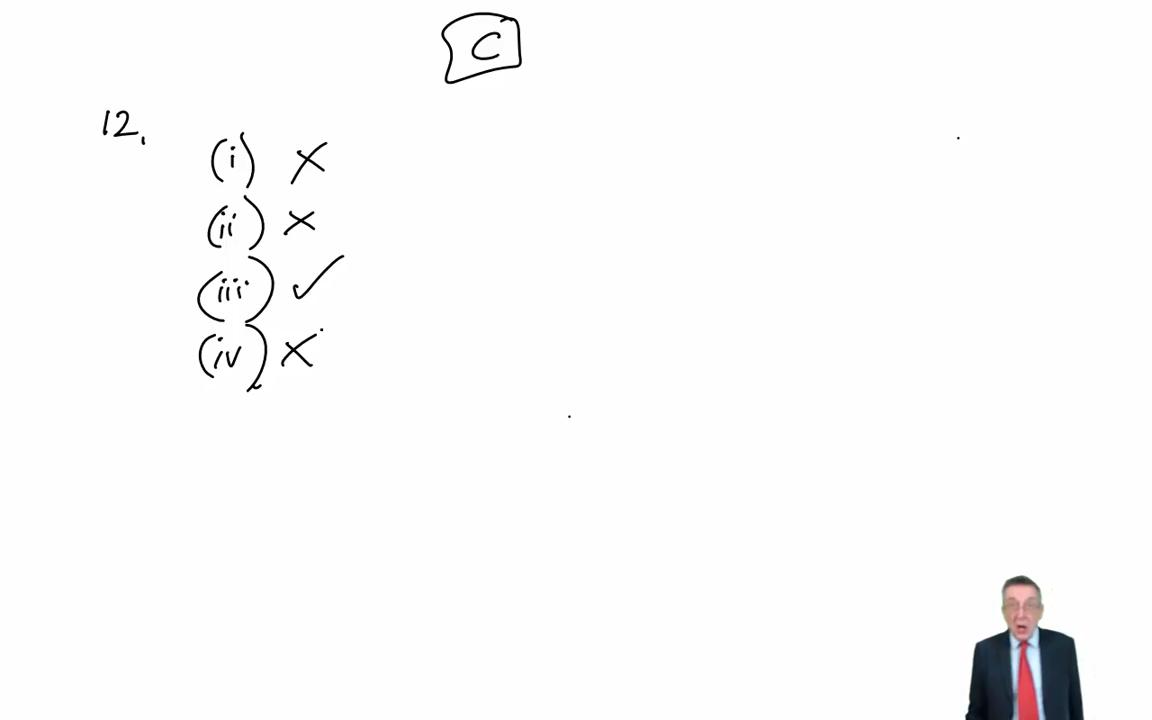 C
12.
(i) ✗
(ii) ✗
(iii) ✓
(iv) ✗